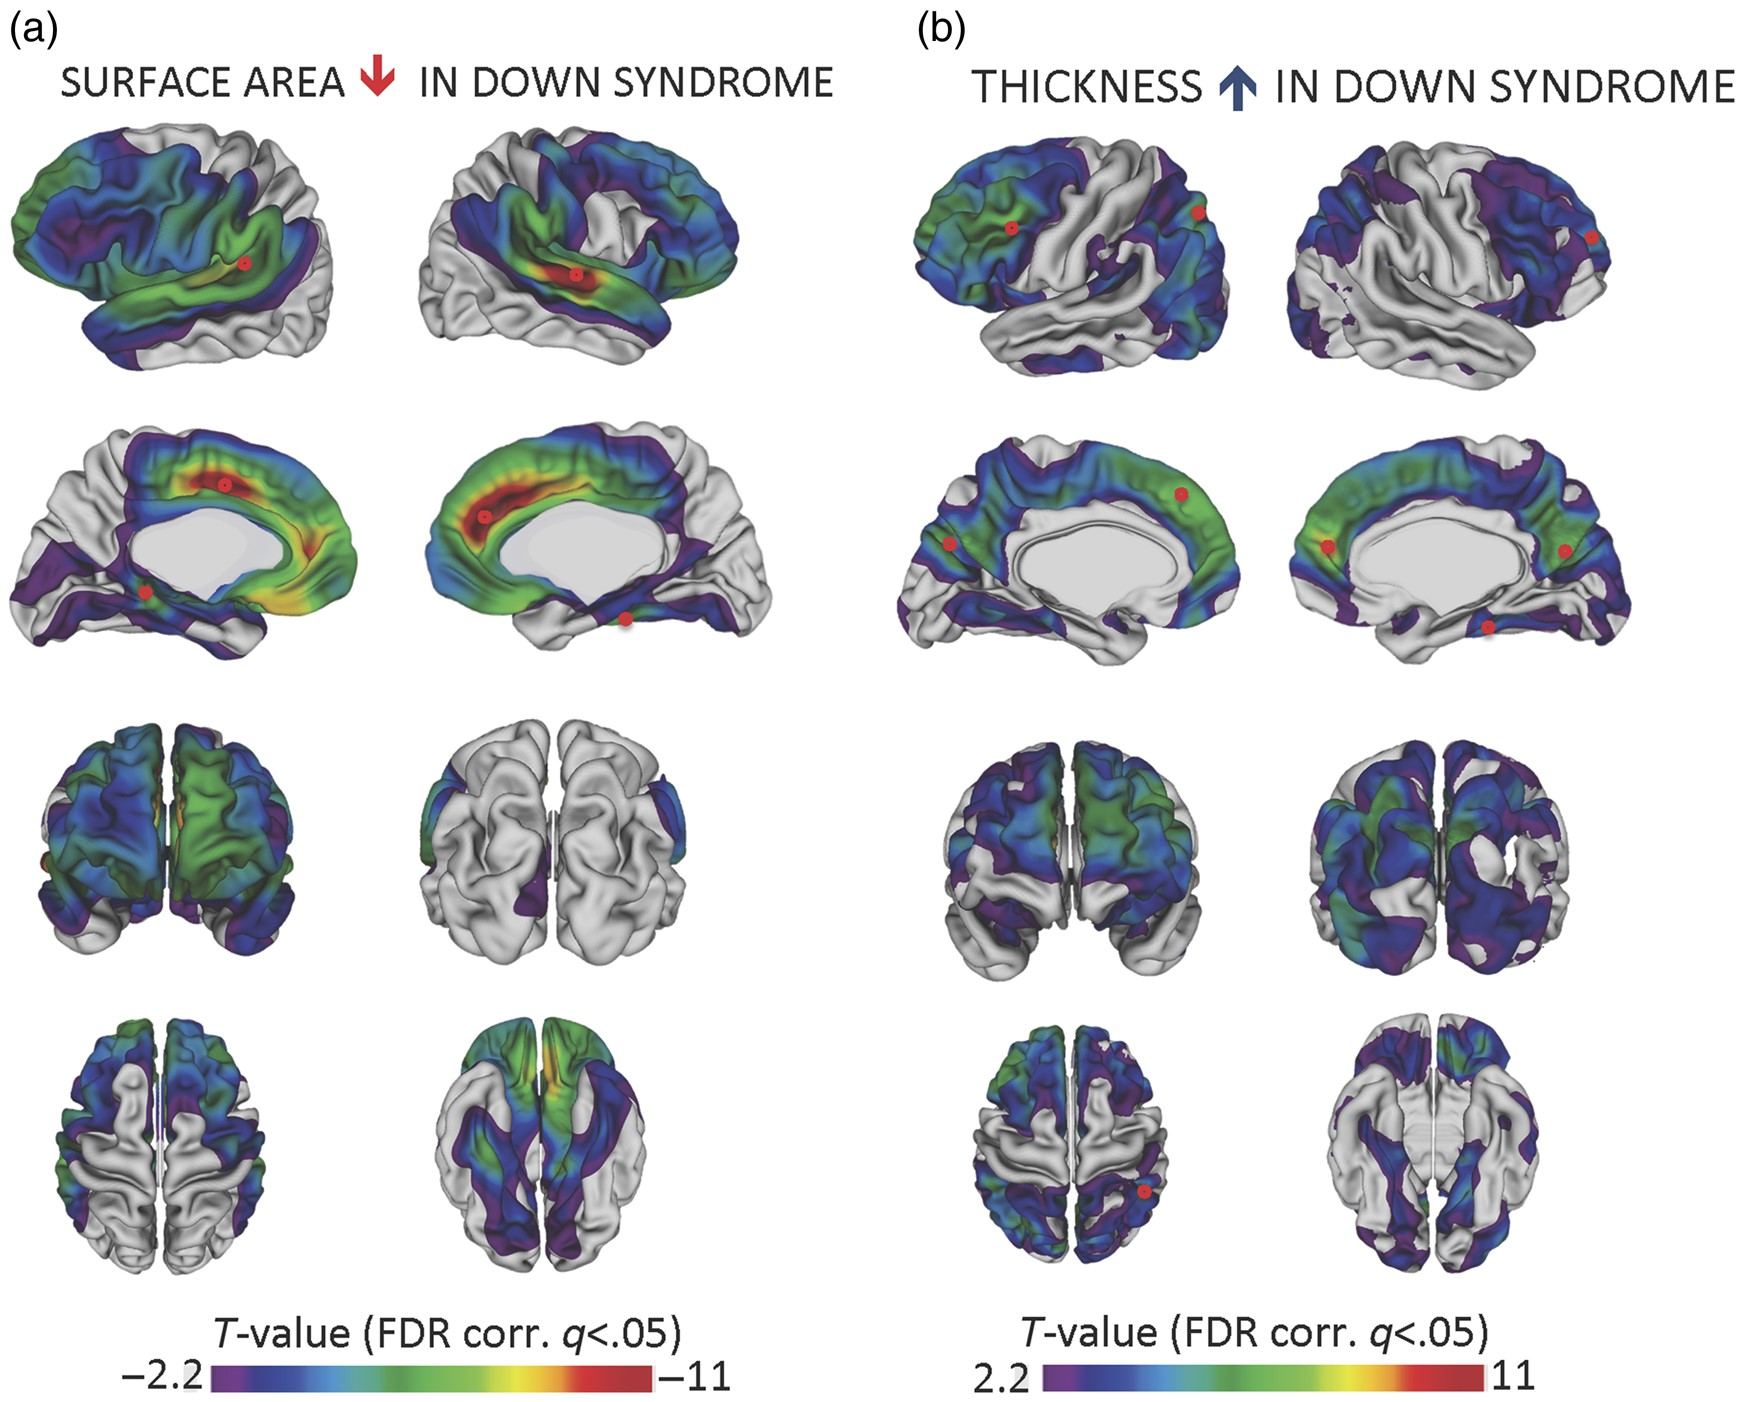 (a)
SURFACE AREA ↓ IN DOWN SYNDROME
(b)
THICKNESS ↑ IN DOWN SYNDROME
T-value (FDR corr. q<.05)
−2.2 −11
T-value (FDR corr. q<.05)
2.2 11